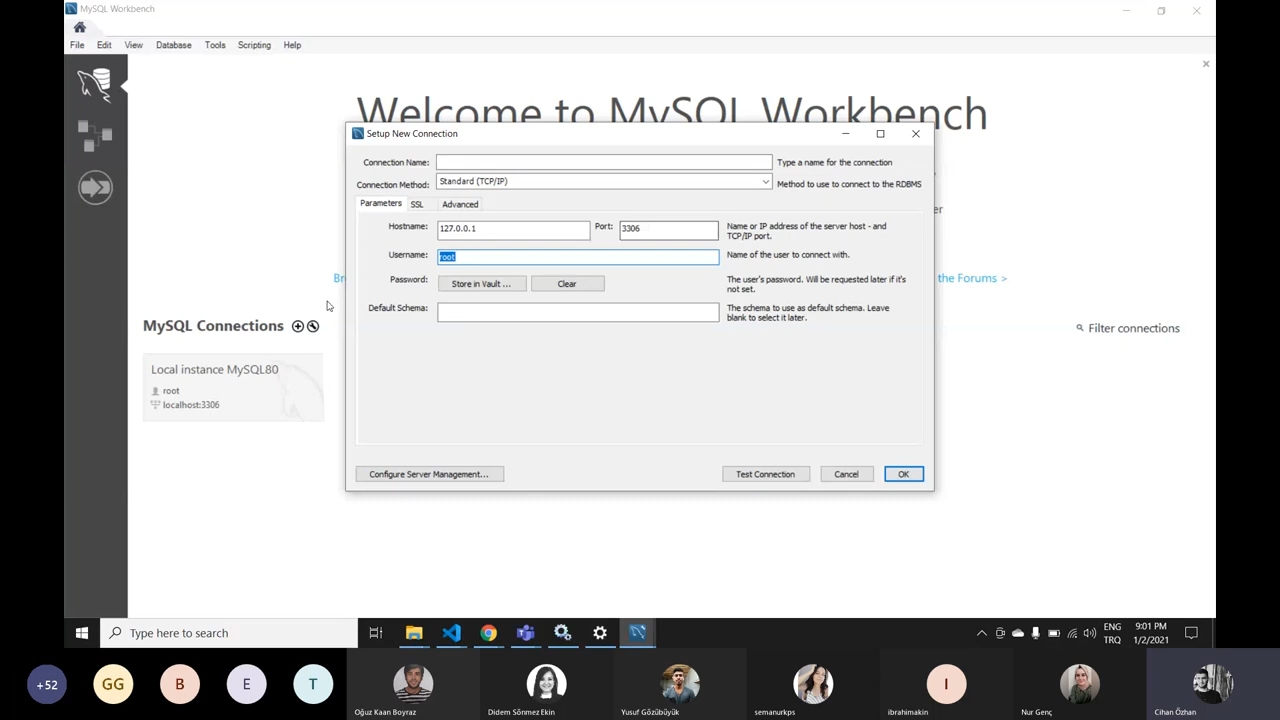 MySQL Workbench
File Edit View Database Tools Scripting Help
Welcome to MySQL Workbench
Setup New Connection
Connection Name: Type a name for the connection
Connection Method: Standard (TCP/IP) Method to use to connect to the RDBMS
Parameters SSL Advanced
Hostname: 127.0.0.1 Port: 3306 Name or IP address of the server host - and
TCP/IP port.
Username: root Name of the user to connect with.
Password: Store in Vault ... Clear The user's password. Will be requested later if it's
not set.
Default Schema: The schema to use as default schema. Leave
blank to select it later.
Configure Server Management... Test Connection Cancel OK
the Forums >
MySQL Connections
Filter connections
Local instance MySQL80
root
localhost:3306
Type here to search
ENG
TRQ
9:01 PM
1/2/2021
+52 GG B E T I
Oğuz Kaan Boyraz Didem Sönmez Ekin Yusuf Gözübüyük semanurkps ibrahimakin Nur Genç Cihan Özhan